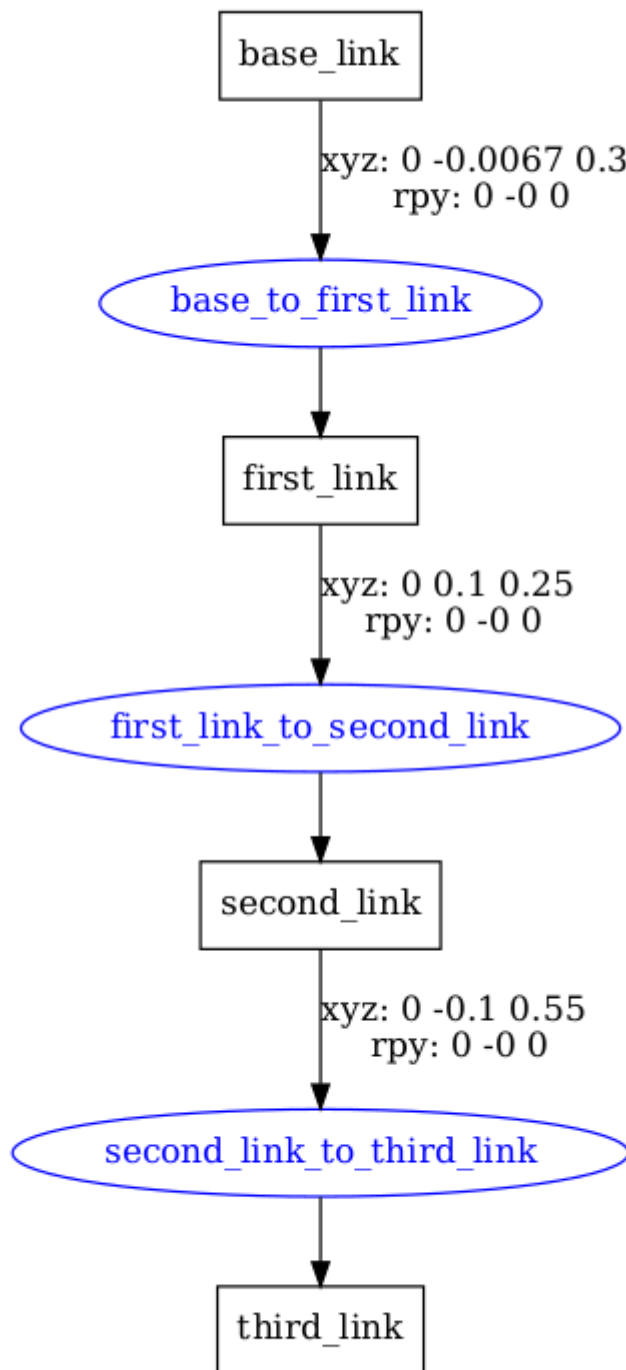 base_link
xyz: 0 -0.0067 0.3
rpy: 0 -0 0
base_to_first_link
first_link
xyz: 0 0.1 0.25
rpy: 0 -0 0
first_link_to_second_link
second_link
xyz: 0 -0.1 0.55
rpy: 0 -0 0
second_link_to_third_link
third_link